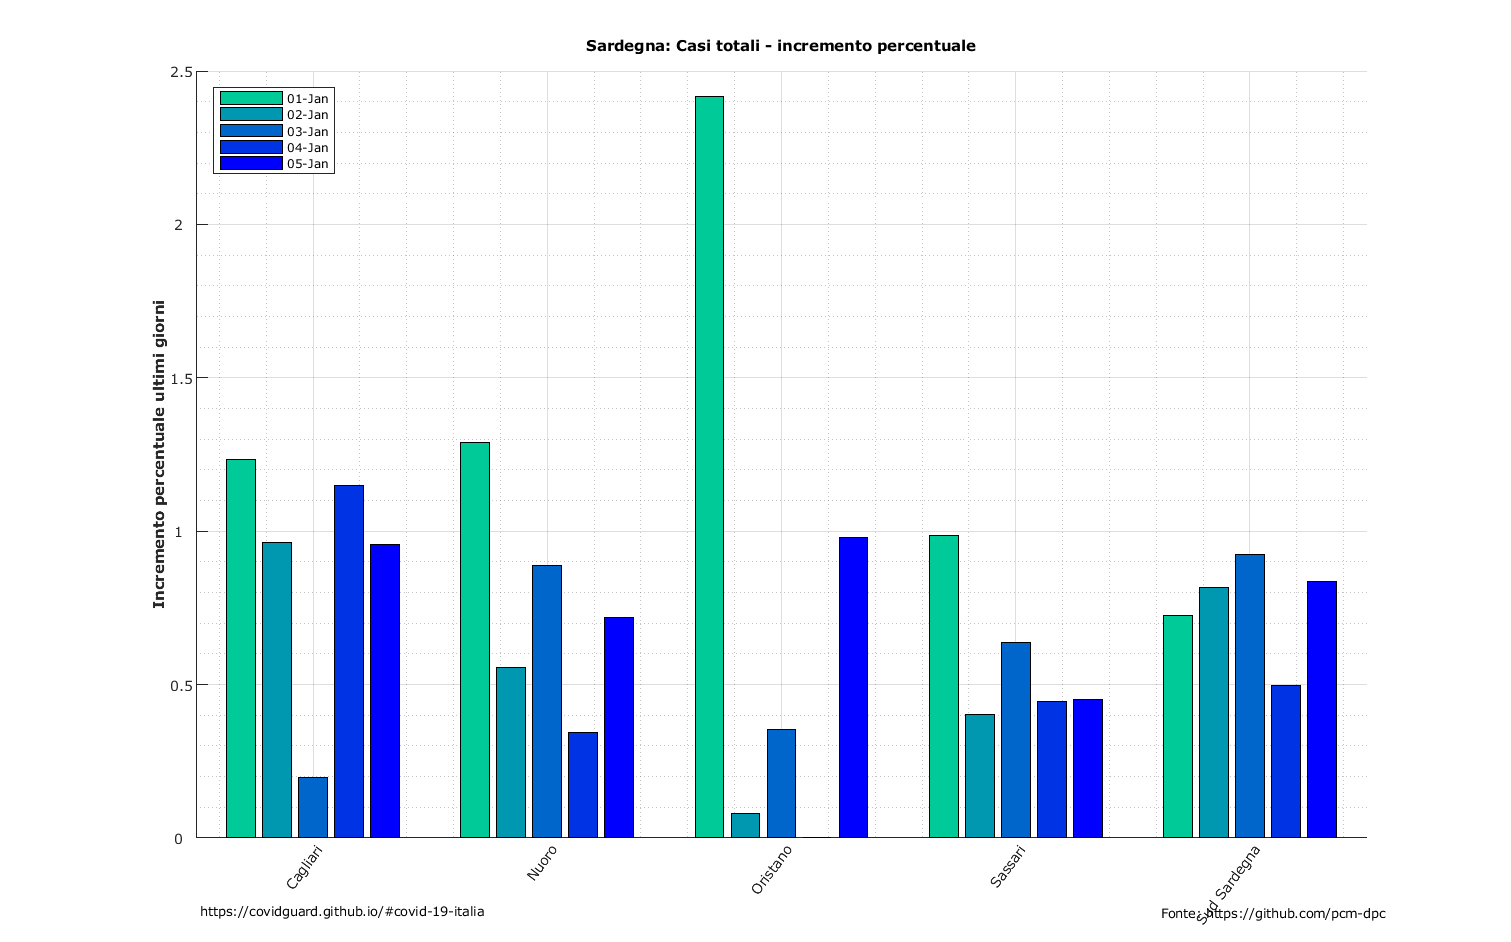 Sardegna: Casi totali - incremento percentuale
2.5
2
1.5
1
0.5
0
Incremento percentuale ultimi giorni
01-Jan
02-Jan
03-Jan
04-Jan
05-Jan
Cagliari
Nuoro
Oristano
Sassari
Sud Sardegna
https://covidguard.github.io/#covid-19-italia
Fonte: https://github.com/pcm-dpc